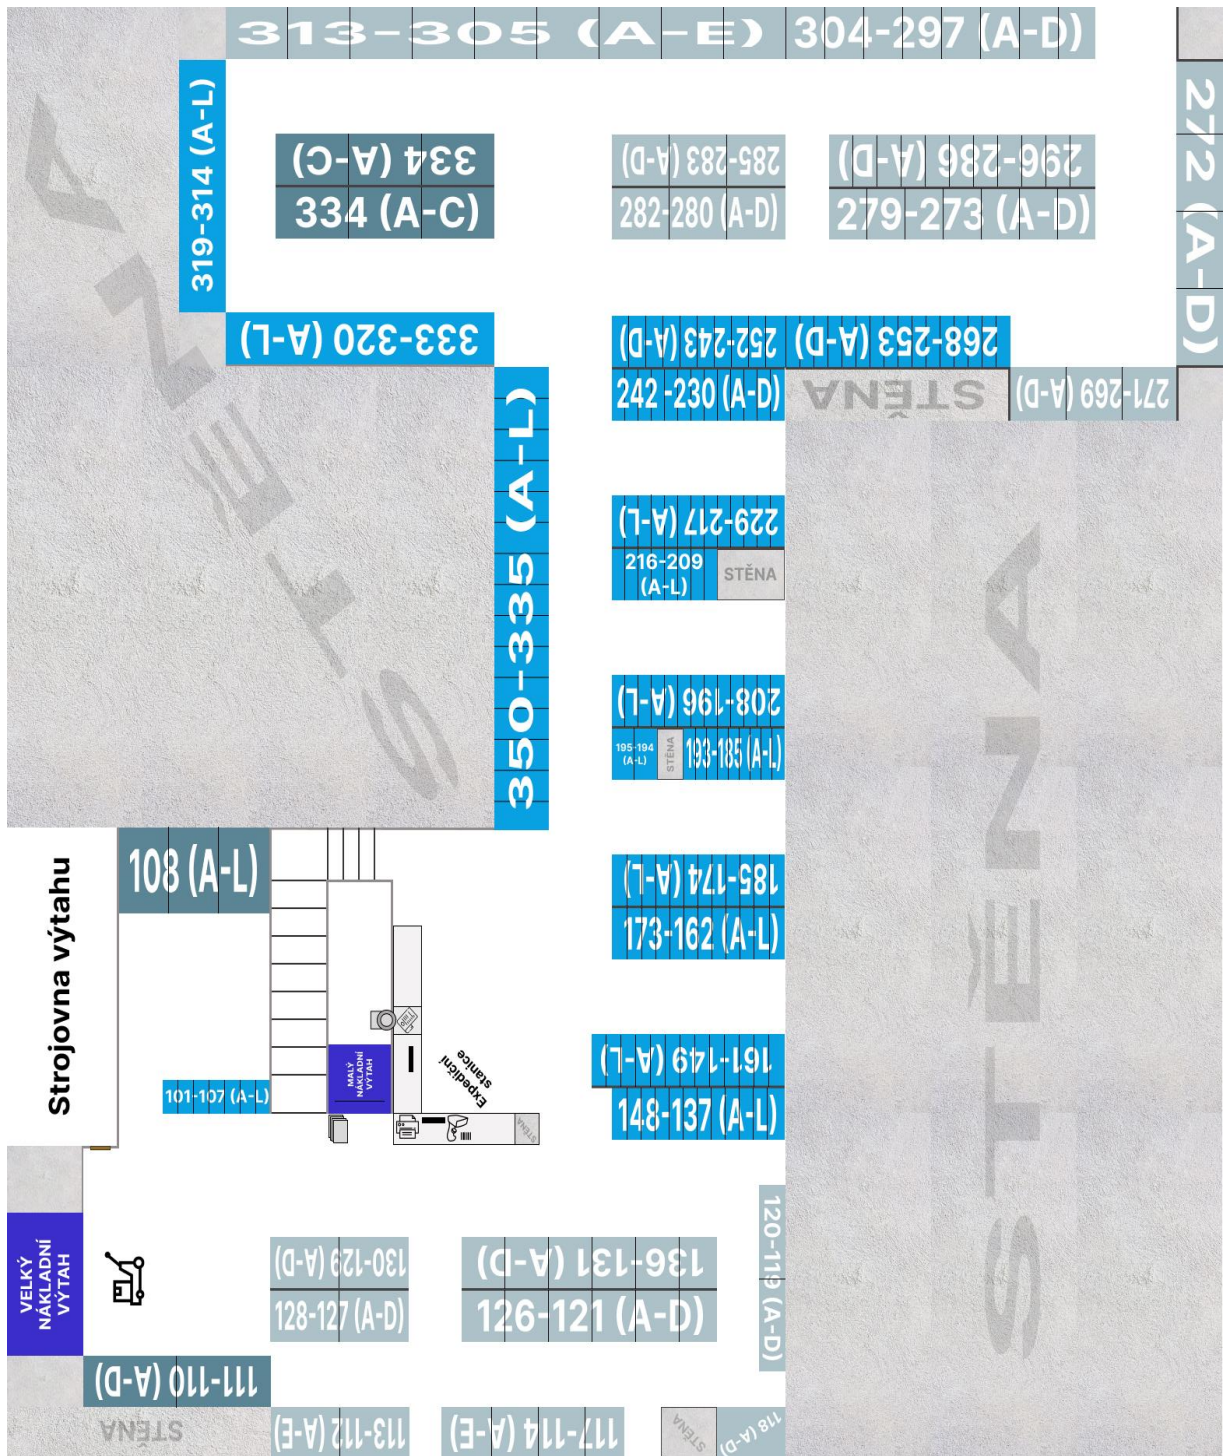 313-305 (A-E)
304-297 (A-D)
319-314 (A-L)
334 (A-C)
334 (A-C)
285-283 (A-D)
282-280 (A-D)
296-286 (A-D)
279-273 (A-D)
272 (A-D)
STĚNA
333-320 (A-L)
252-243 (A-D)
268-253 (A-D)
242 -230 (A-D)
STĚNA
271-269 (A-D)
350-335 (A-L)
229-217 (A-L)
216-209
(A-L)
STĚNA
208-196 (A-L)
195-194
(A-L)
STĚNA
193-185 (A-L)
STĚNA
108 (A-L)
185-174 (A-L)
173-162 (A-L)
Strojovna výtahu
101-107 (A-L)
MALÝ
NÁKLADNÍ
VÝTAH
Expediční
stanice
STĚNA
161-149 (A-L)
148-137 (A-L)
VELKÝ
NÁKLADNÍ
VÝTAH
130-129 (A-D)
128-127 (A-D)
136-131 (A-D)
126-121 (A-D)
120-119 (A-D)
111-110 (A-D)
STĚNA
113-112 (A-E)
117-114 (A-E)
STĚNA
118 (A-D)